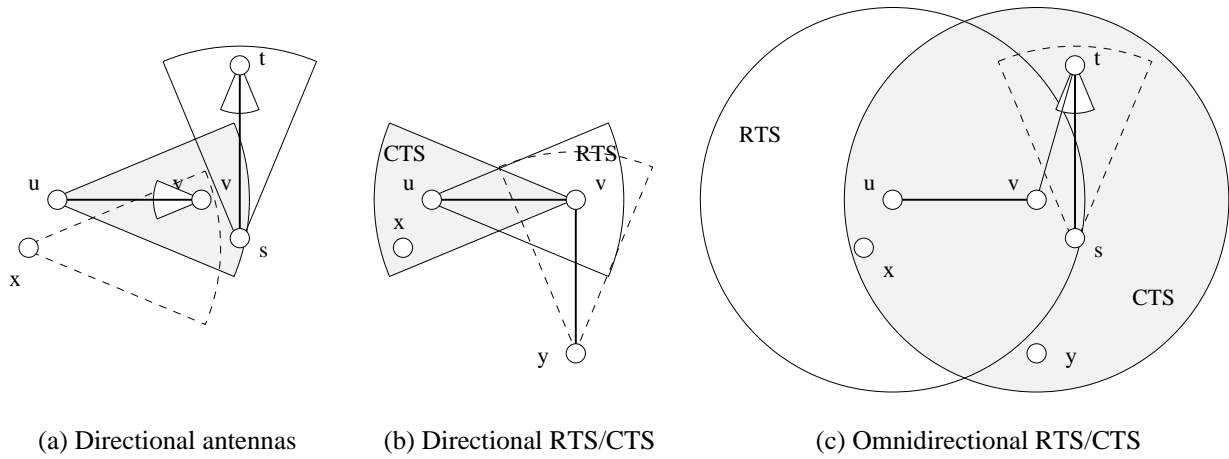 t
u
v
v
s
x
(a) Directional antennas
CTS
RTS
u
v
x
y
(b) Directional RTS/CTS
t
RTS
u
v
s
x
CTS
y
(c) Omnidirectional RTS/CTS